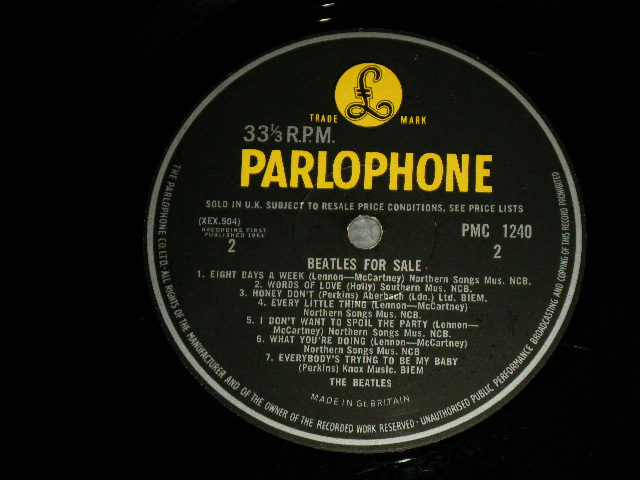 £
TRADE MARK
33⅓ R.P.M.
PARLOPHONE
SOLD IN U.K. SUBJECT TO RESALE PRICE CONDITIONS, SEE PRICE LISTS
(XEX.504)
RECORDING FIRST
PUBLISHED 1964
2
PMC 1240
2
BEATLES FOR SALE
1. EIGHT DAYS A WEEK (Lennon—McCartney) Northern Songs Mus. NCB.
2. WORDS OF LOVE (Holly) Southern Mus. NCB.
3. HONEY DON'T (Perkins) Aberbach (Ldn.) Ltd. BIEM.
4. EVERY LITTLE THING (Lennon—McCartney)
Northern Songs Mus. NCB.
5. I DON'T WANT TO SPOIL THE PARTY (Lennon—
McCartney) Northern Songs Mus. NCB.
6. WHAT YOU'RE DOING (Lennon—McCartney)
Northern Songs Mus. NCB
7. EVERYBODY'S TRYING TO BE MY BABY
(Perkins) Knox Music. BIEM
THE BEATLES
MADE IN Gt. BRITAIN
THE PARLOPHONE CO. LTD. · ALL RIGHTS OF THE MANUFACTURER AND OF THE OWNER OF THE RECORDED WORK RESERVED · UNAUTHORISED PUBLIC PERFORMANCE BROADCASTING AND COPYING OF THIS RECORD PROHIBITED